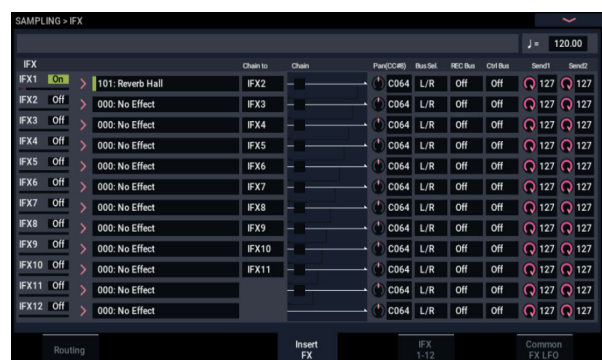 SAMPLING > IFX
♩ = 120.00
IFX Chain to Chain Pan(CC#8) Bus Sel. REC Bus Ctrl Bus Send1 Send2
IFX1 On 101: Reverb Hall IFX2 C064 L/R Off Off 127 127
IFX2 Off 000: No Effect IFX3 C064 L/R Off Off 127 127
IFX3 Off 000: No Effect IFX4 C064 L/R Off Off 127 127
IFX4 Off 000: No Effect IFX5 C064 L/R Off Off 127 127
IFX5 Off 000: No Effect IFX6 C064 L/R Off Off 127 127
IFX6 Off 000: No Effect IFX7 C064 L/R Off Off 127 127
IFX7 Off 000: No Effect IFX8 C064 L/R Off Off 127 127
IFX8 Off 000: No Effect IFX9 C064 L/R Off Off 127 127
IFX9 Off 000: No Effect IFX10 C064 L/R Off Off 127 127
IFX10 Off 000: No Effect IFX11 C064 L/R Off Off 127 127
IFX11 Off 000: No Effect C064 L/R Off Off 127 127
IFX12 Off 000: No Effect C064 L/R Off Off 127 127
Routing
Insert
FX
IFX
1-12
Common
FX LFO